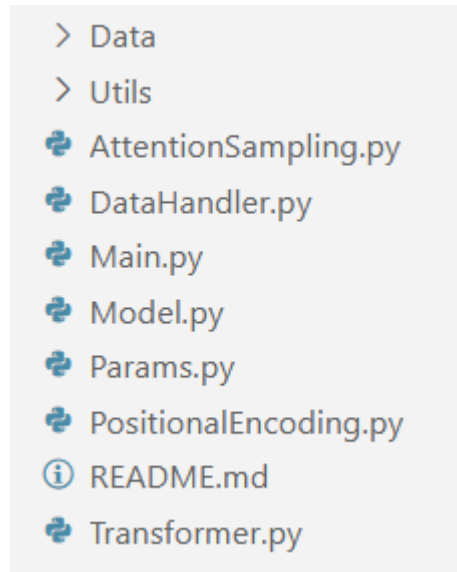 Data
Utils
AttentionSampling.py
DataHandler.py
Main.py
Model.py
Params.py
PositionalEncoding.py
README.md
Transformer.py